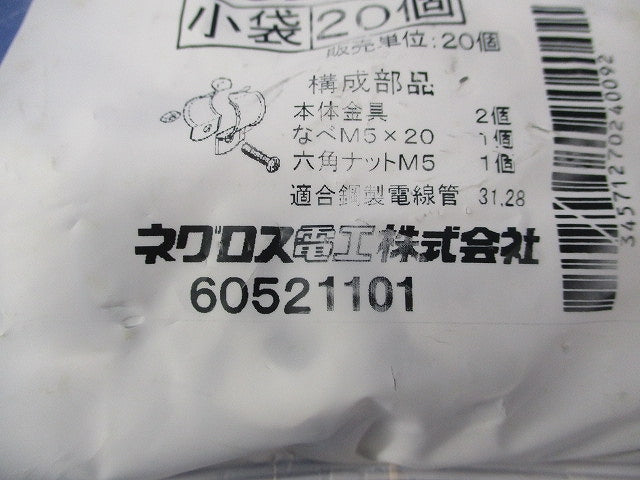 小袋 20個
販売単位:20個
構成部品
本体金具 2個
なべM5×20 1個
六角ナットM5 1個
適合鋼製電線管 31.28
ネグロス電工株式会社
60521101
34571270240092